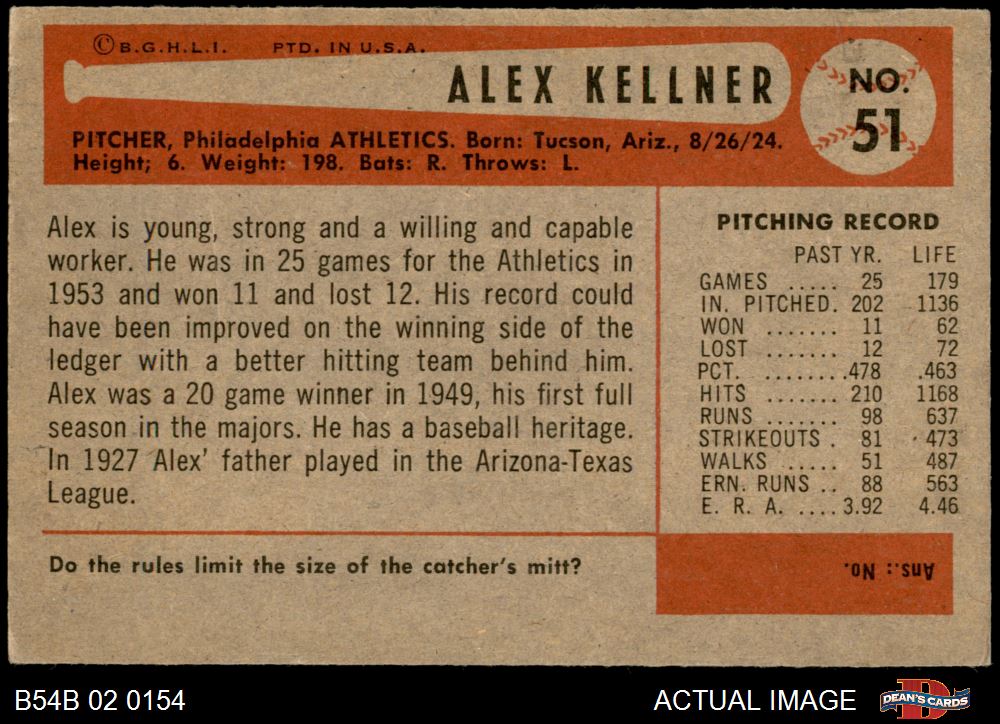 ©B.G.H.L.I. PTD. IN U.S.A.
ALEX KELLNER
NO.
51
PITCHER, Philadelphia ATHLETICS. Born: Tucson, Ariz., 8/26/24.
Height; 6. Weight: 198. Bats: R. Throws: L.
Alex is young, strong and a willing and capable
worker. He was in 25 games for the Athletics in
1953 and won 11 and lost 12. His record could
have been improved on the winning side of the
ledger with a better hitting team behind him.
Alex was a 20 game winner in 1949, his first full
season in the majors. He has a baseball heritage.
In 1927 Alex' father played in the Arizona-Texas
League.
PITCHING RECORD
PAST YR. LIFE
GAMES ..... 25 179
IN. PITCHED. 202 1136
WON ....... 11 62
LOST ....... 12 72
PCT. ........478 .463
HITS ....... 210 1168
RUNS ....... 98 637
STRIKEOUTS . 81 473
WALKS ..... 51 487
ERN. RUNS .. 88 563
E. R. A. ....3.92 4.46
Do the rules limit the size of the catcher's mitt?
Ans.: No.
B54B 02 0154
ACTUAL IMAGE
DEAN'S CARDS